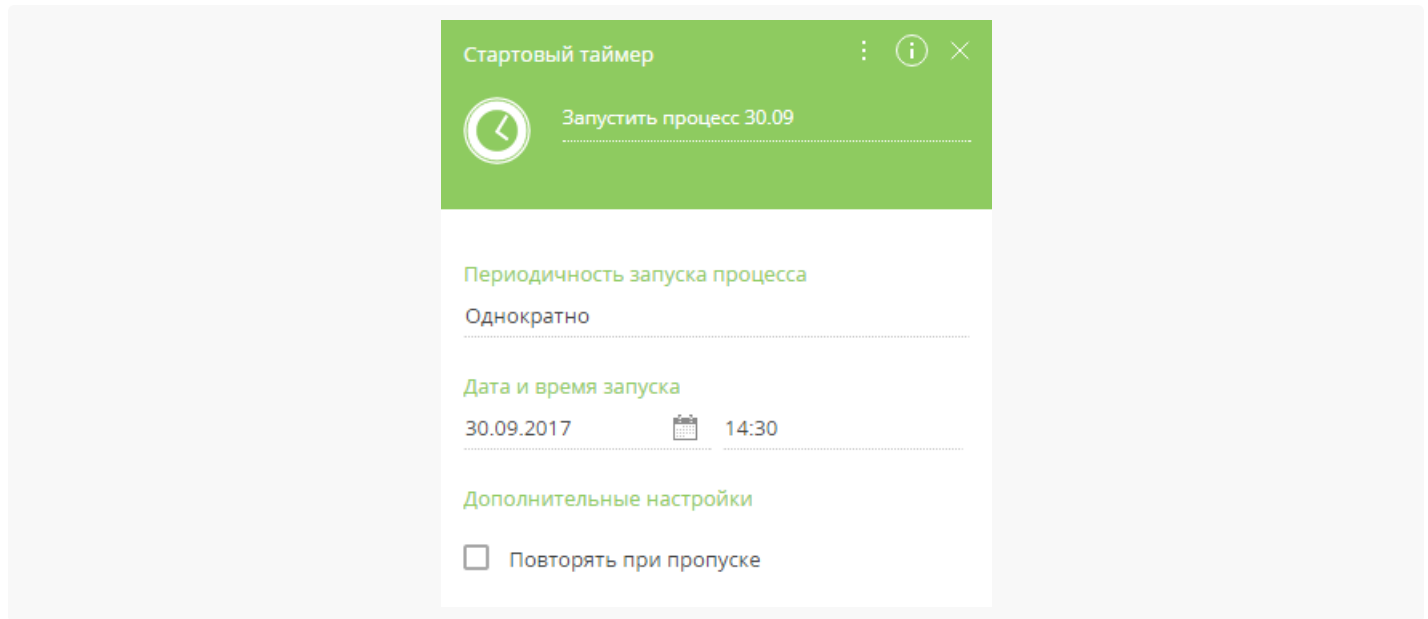 Стартовый таймер
Запустить процесс 30.09
Периодичность запуска процесса
Однократно
Дата и время запуска
30.09.2017 14:30
Дополнительные настройки
Повторять при пропуске